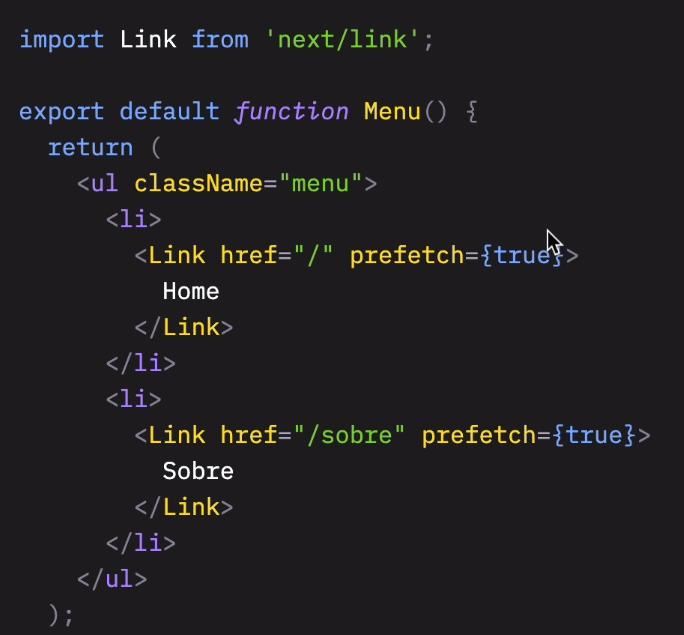 import Link from 'next/link';

export default function Menu() {
  return (
    <ul className="menu">
      <li>
        <Link href="/" prefetch={true}>
          Home
        </Link>
      </li>
      <li>
        <Link href="/sobre" prefetch={true}>
          Sobre
        </Link>
      </li>
    </ul>
  );